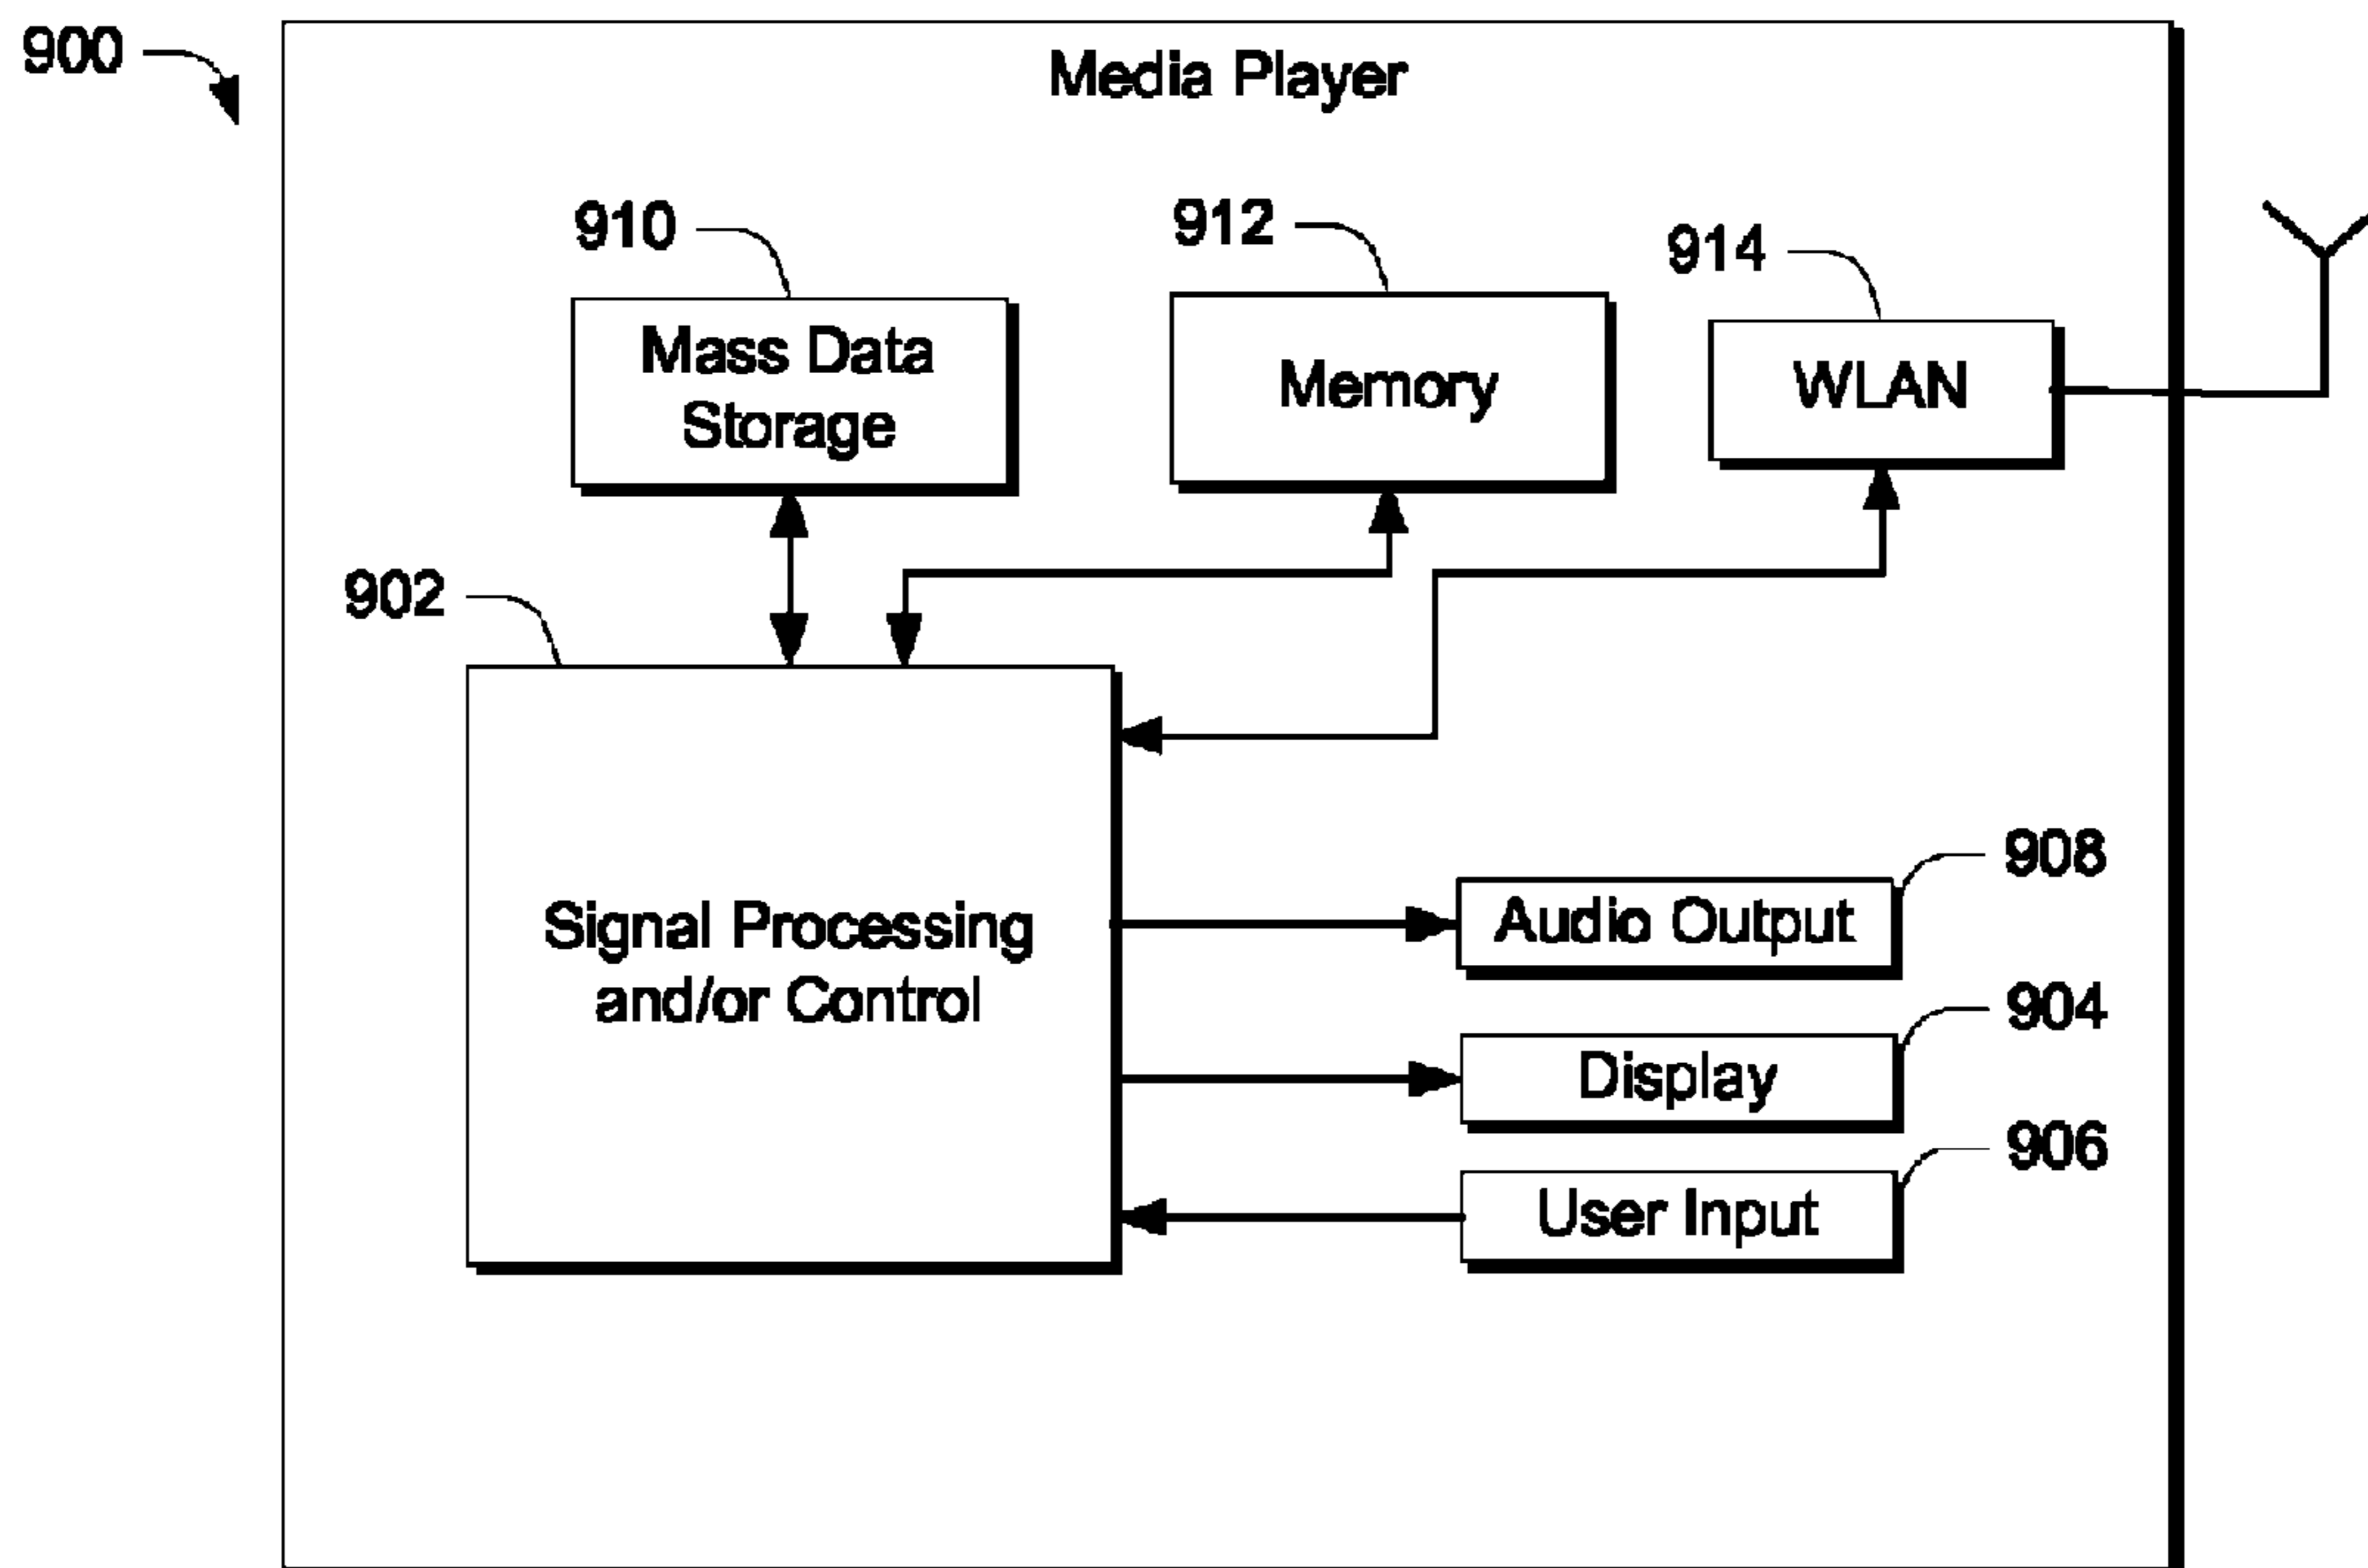 900
Media Player
910
912
914
Mass Data
Storage
Memory
WLAN
902
Signal Processing
and/or Control
908
Audio Output
904
Display
906
User Input